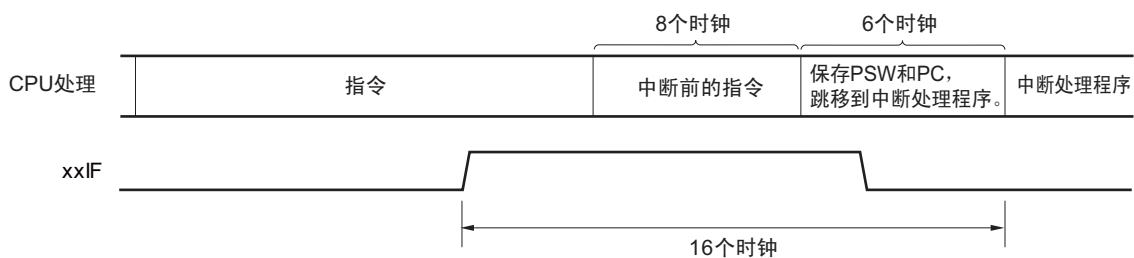 8个时钟
6个时钟
CPU处理
指令
中断前的指令
保存PSW和PC，
跳移到中断处理程序。
中断处理程序
xxIF
16个时钟